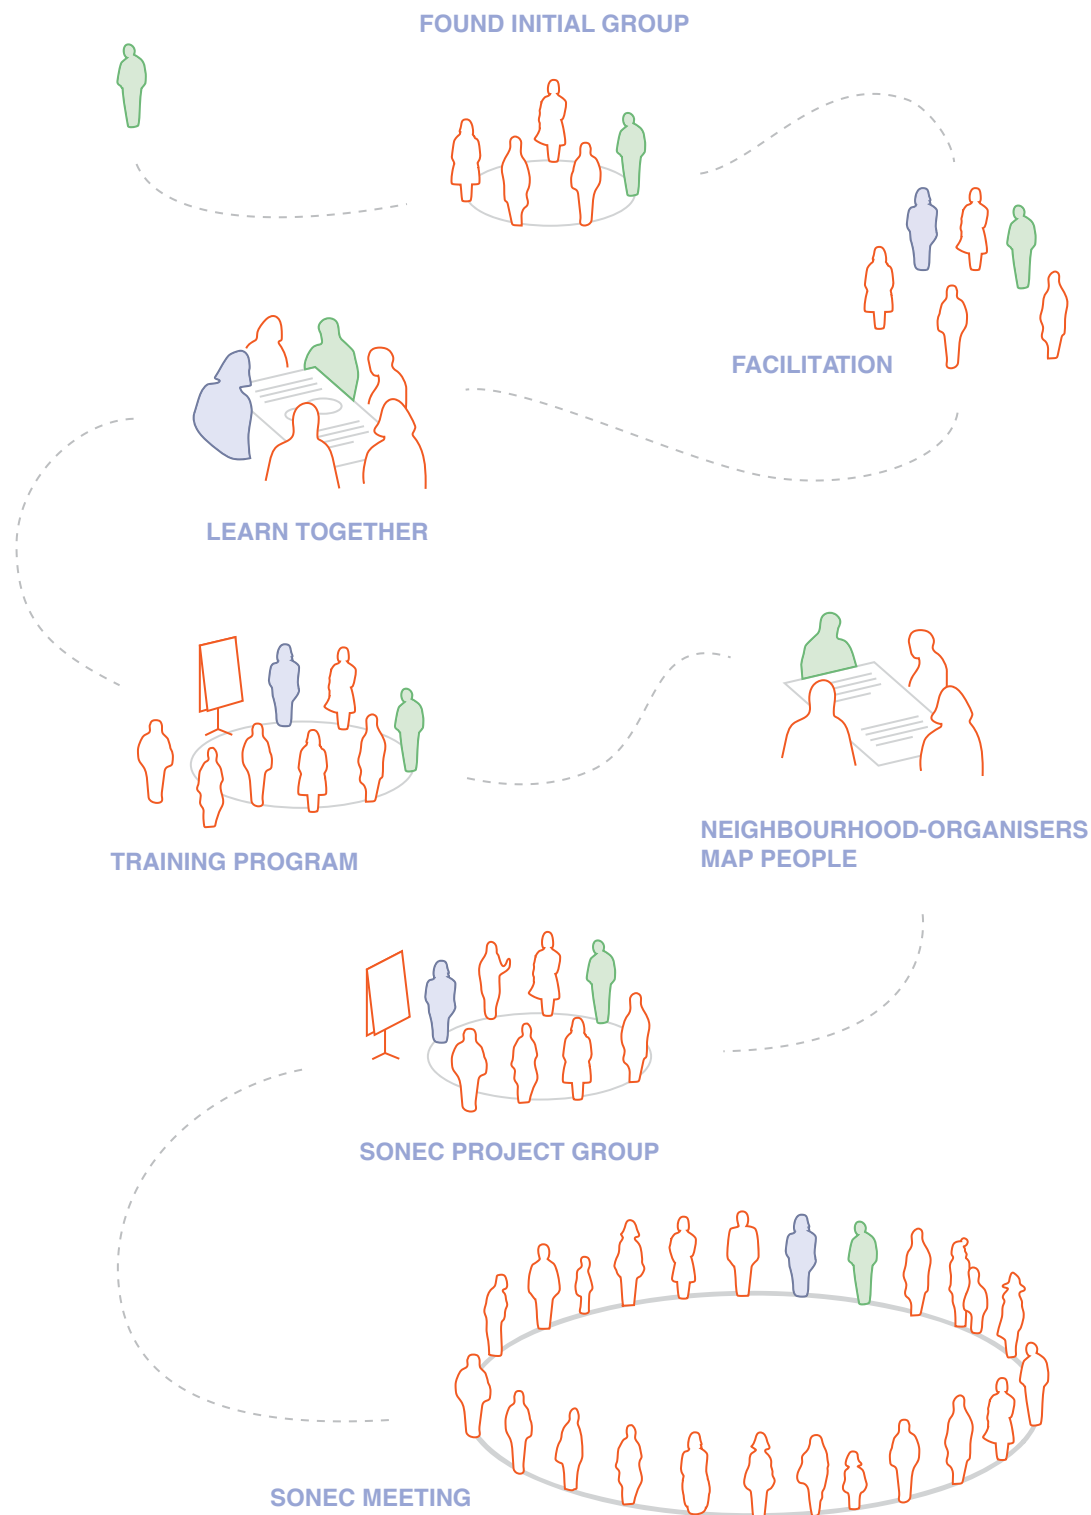 FOUND INITIAL GROUP
FACILITATION
LEARN TOGETHER
TRAINING PROGRAM
NEIGHBOURHOOD-ORGANISERS
MAP PEOPLE
SONEC PROJECT GROUP
SONEC MEETING